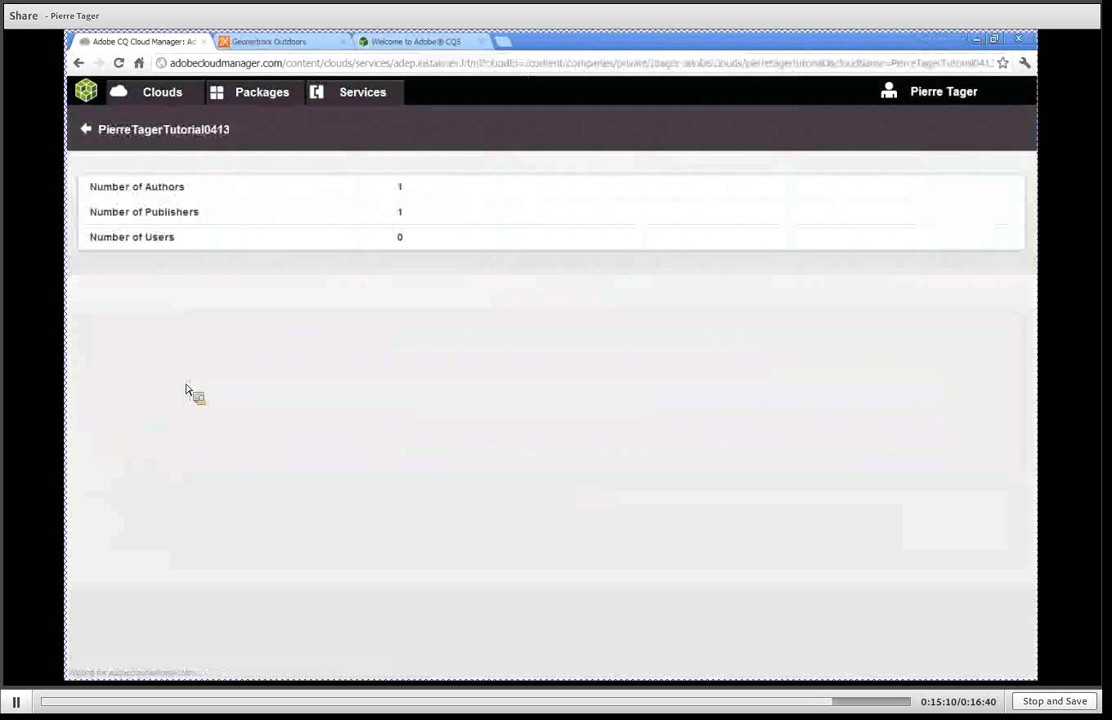 Share - Pierre Tager
Adobe CQ Cloud Manager: Ad
Geometrixx Outdoors
Welcome to Adobe® CQ5
adobecloudmanager.com/content/clouds/services/adep.instances.html?
Clouds
Packages
Services
Pierre Tager
PierreTagerTutorial0413
Number of Authors 1
Number of Publishers 1
Number of Users 0
0:15:10/0:16:40
Stop and Save